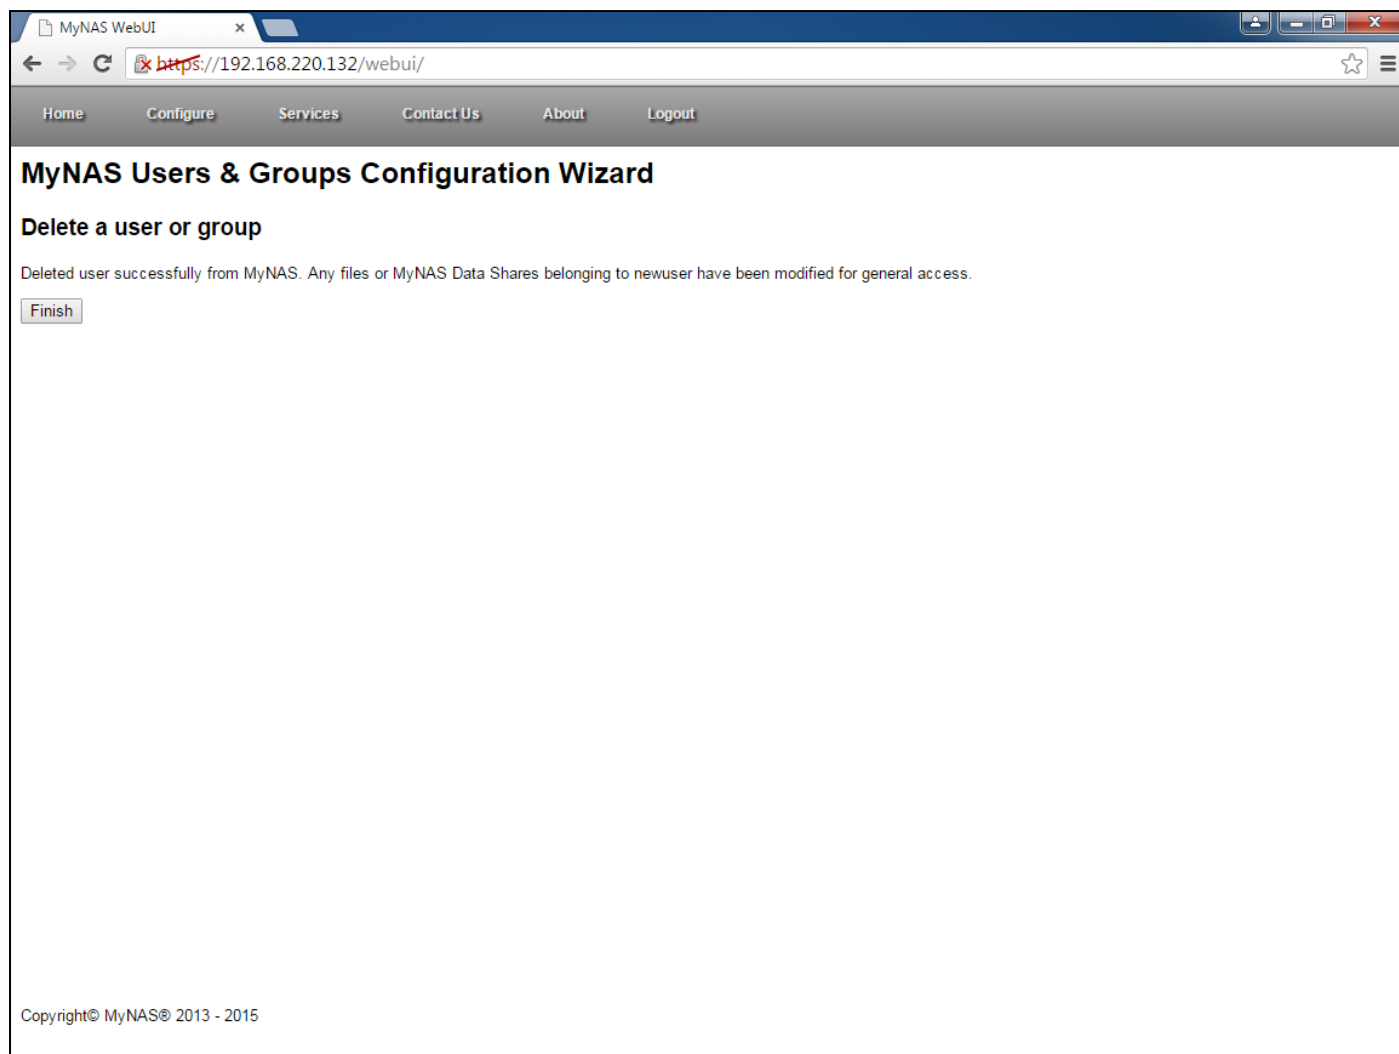 MyNAS WebUI
https://192.168.220.132/webui/
Home Configure Services Contact Us About Logout
MyNAS Users & Groups Configuration Wizard
Delete a user or group
Deleted user successfully from MyNAS. Any files or MyNAS Data Shares belonging to newuser have been modified for general access.
Finish
Copyright© MyNAS® 2013 - 2015